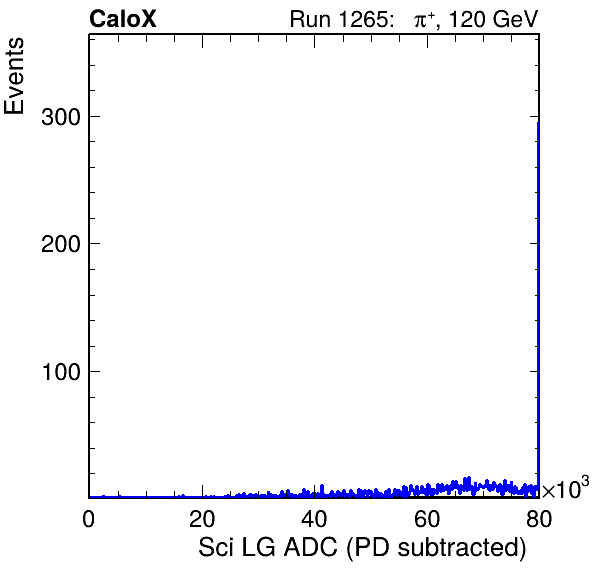 CaloX Run 1265: π⁺, 120 GeV
Events
300
200
100
0 20 40 60 80 ×10³
Sci LG ADC (PD subtracted)